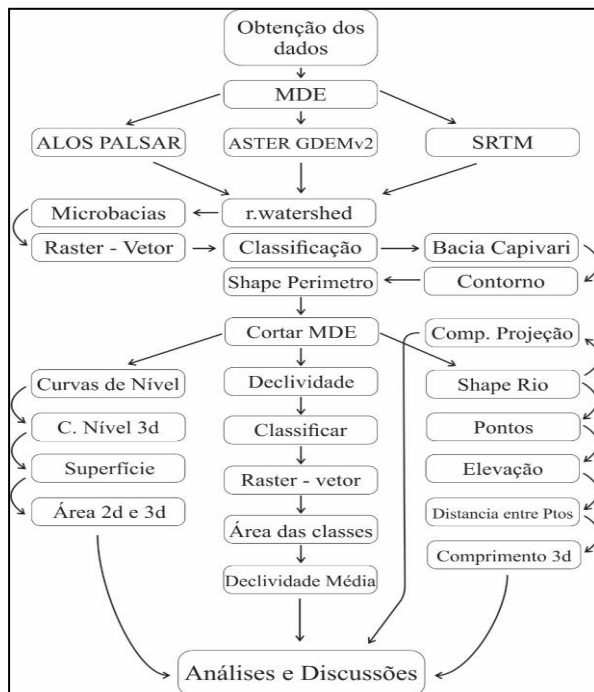 Obtenção dos
dados
MDE
ALOS PALSAR
ASTER GDEMv2
SRTM
Microbacias
r.watershed
Raster - Vetor
Classificação
Bacia Capivari
Shape Perimetro
Contorno
Cortar MDE
Comp. Projeção
Curvas de Nível
Declividade
Shape Rio
C. Nível 3d
Classificar
Pontos
Superfície
Raster - vetor
Elevação
Área 2d e 3d
Área das classes
Distancia entre Ptos
Declividade Média
Comprimento 3d
Análises e Discussões